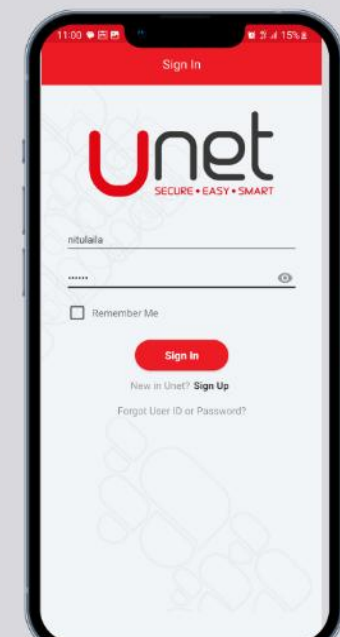 11:00 15%
Sign In
Unet
SECURE • EASY • SMART
nitulaila
••••••
Remember Me
Sign In
New in Unet? Sign Up
Forgot User ID or Password?